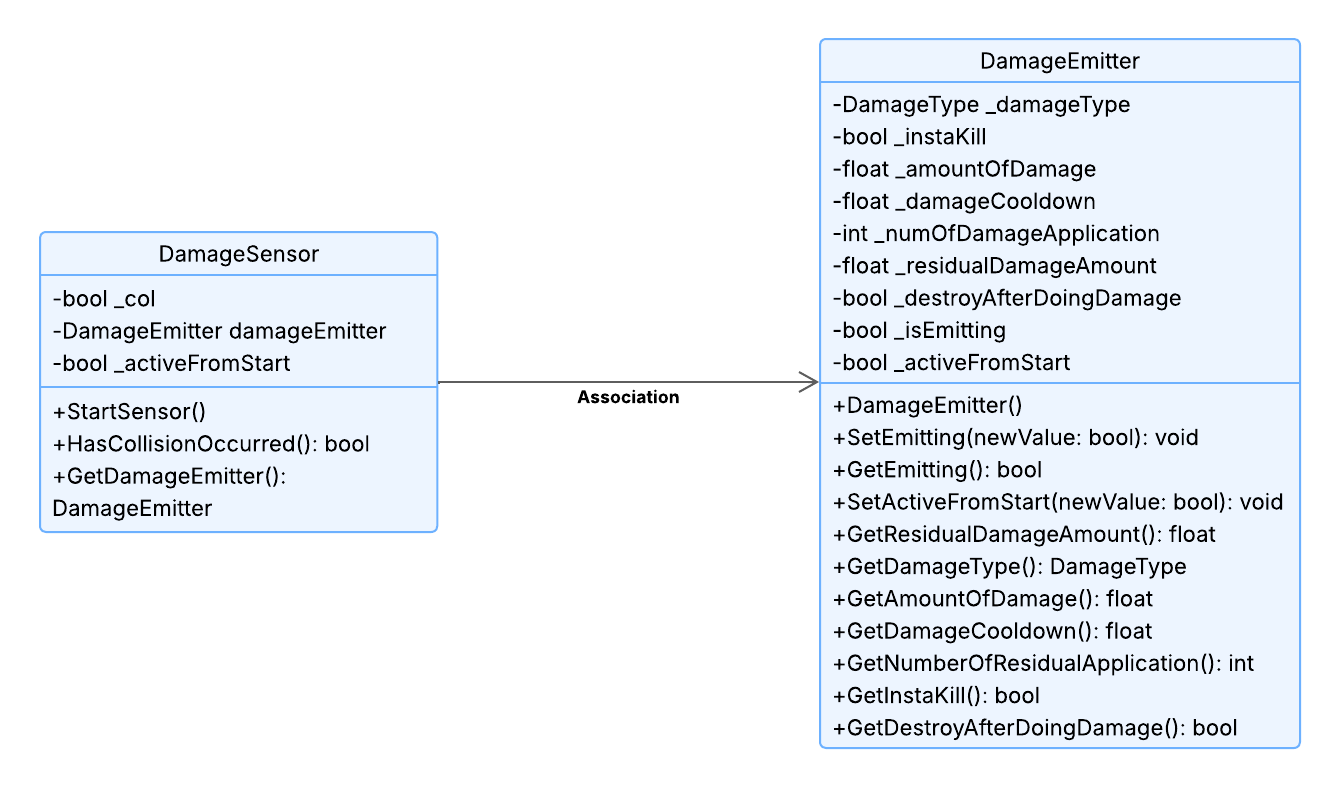 DamageSensor
-bool _col
-DamageEmitter damageEmitter
-bool _activeFromStart
+StartSensor()
+HasCollisionOccurred(): bool
+GetDamageEmitter():
DamageEmitter
Association
DamageEmitter
-DamageType _damageType
-bool _instaKill
-float _amountOfDamage
-float _damageCooldown
-int _numOfDamageApplication
-float _residualDamageAmount
-bool _destroyAfterDoingDamage
-bool _isEmitting
-bool _activeFromStart
+DamageEmitter()
+SetEmitting(newValue: bool): void
+GetEmitting(): bool
+SetActiveFromStart(newValue: bool): void
+GetResidualDamageAmount(): float
+GetDamageType(): DamageType
+GetAmountOfDamage(): float
+GetDamageCooldown(): float
+GetNumberOfResidualApplication(): int
+GetInstaKill(): bool
+GetDestroyAfterDoingDamage(): bool